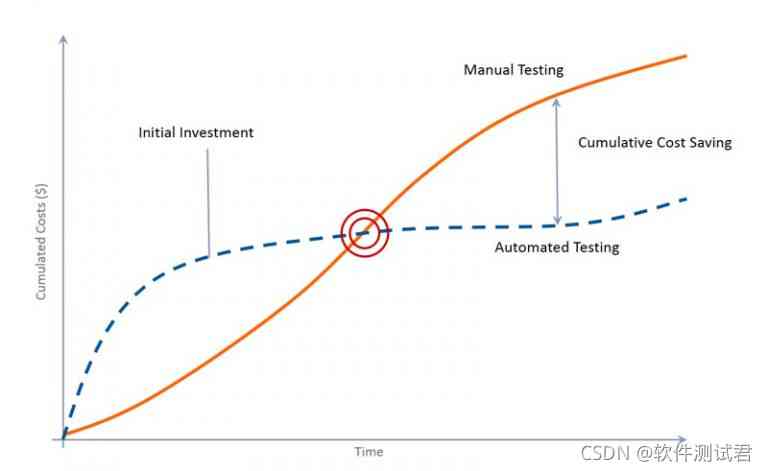 Manual Testing
Initial Investment
Cumulative Cost Saving
Cumulated Costs ($)
Automated Testing
Time
CSDN @软件测试君